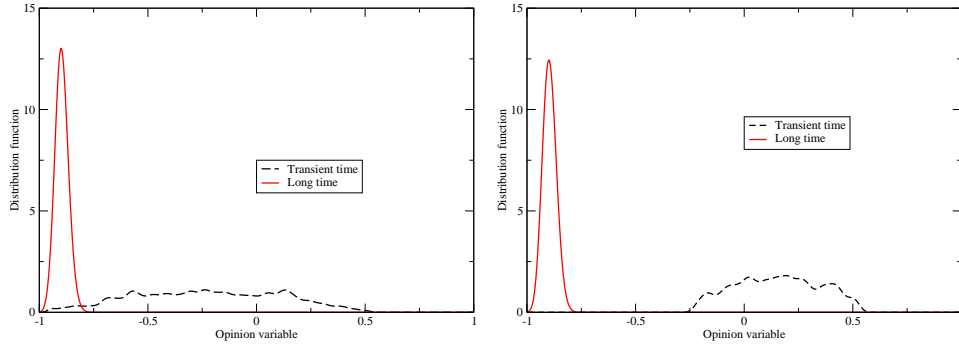 15
10
5
0
Distribution function
Transient time
Long time
-1
-0.5
0
0.5
1
Opinion variable
15
10
5
0
Distribution function
Transient time
Long time
-1
-0.5
0
0.5
Opinion variable